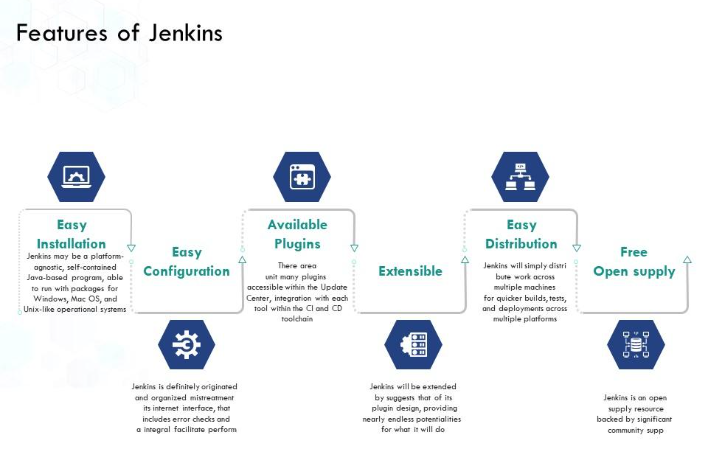 Features of Jenkins
Easy
Installation
Jenkins may be a platform-
agnostic, self-contained
Java-based program, able
to run with packages for
Windows, Mac OS, and
Unix-like operational systems
Easy
Configuration
Jenkins is definitely originated
and organized mistreatment
its internet interface, that
includes error checks and
a integral facilitate perform
Available
Plugins
There area
unit many plugins
accessible within the Update
Center, integration with each
tool within the CI and CD
toolchain
Extensible
Jenkins will be extended
by suggests that of its
plugin design, providing
nearly endless potentialities
for what it will do
Easy
Distribution
Jenkins will simply distri
bute work across
multiple machines
for quicker builds, tests,
and deployments across
multiple platforms
Free
Open supply
Jenkins is an open
supply resource
backed by significant
community supp